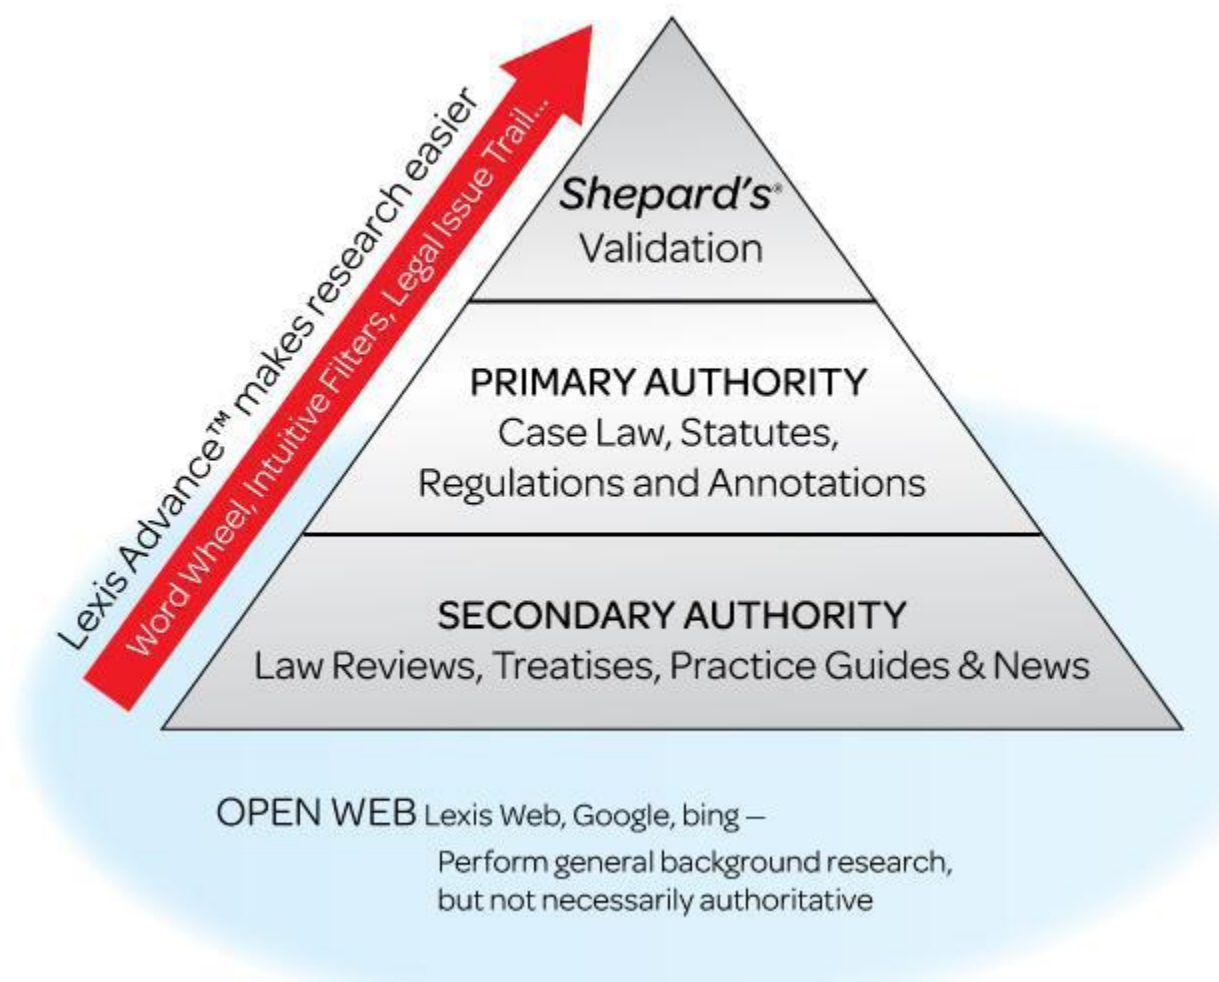 Lexis Advance™ makes research easier
Word Wheel, Intuitive Filters, Legal Issue Trail...
Shepard's®
Validation
PRIMARY AUTHORITY
Case Law, Statutes,
Regulations and Annotations
SECONDARY AUTHORITY
Law Reviews, Treatises, Practice Guides & News
OPEN WEB Lexis Web, Google, bing –
Perform general background research,
but not necessarily authoritative